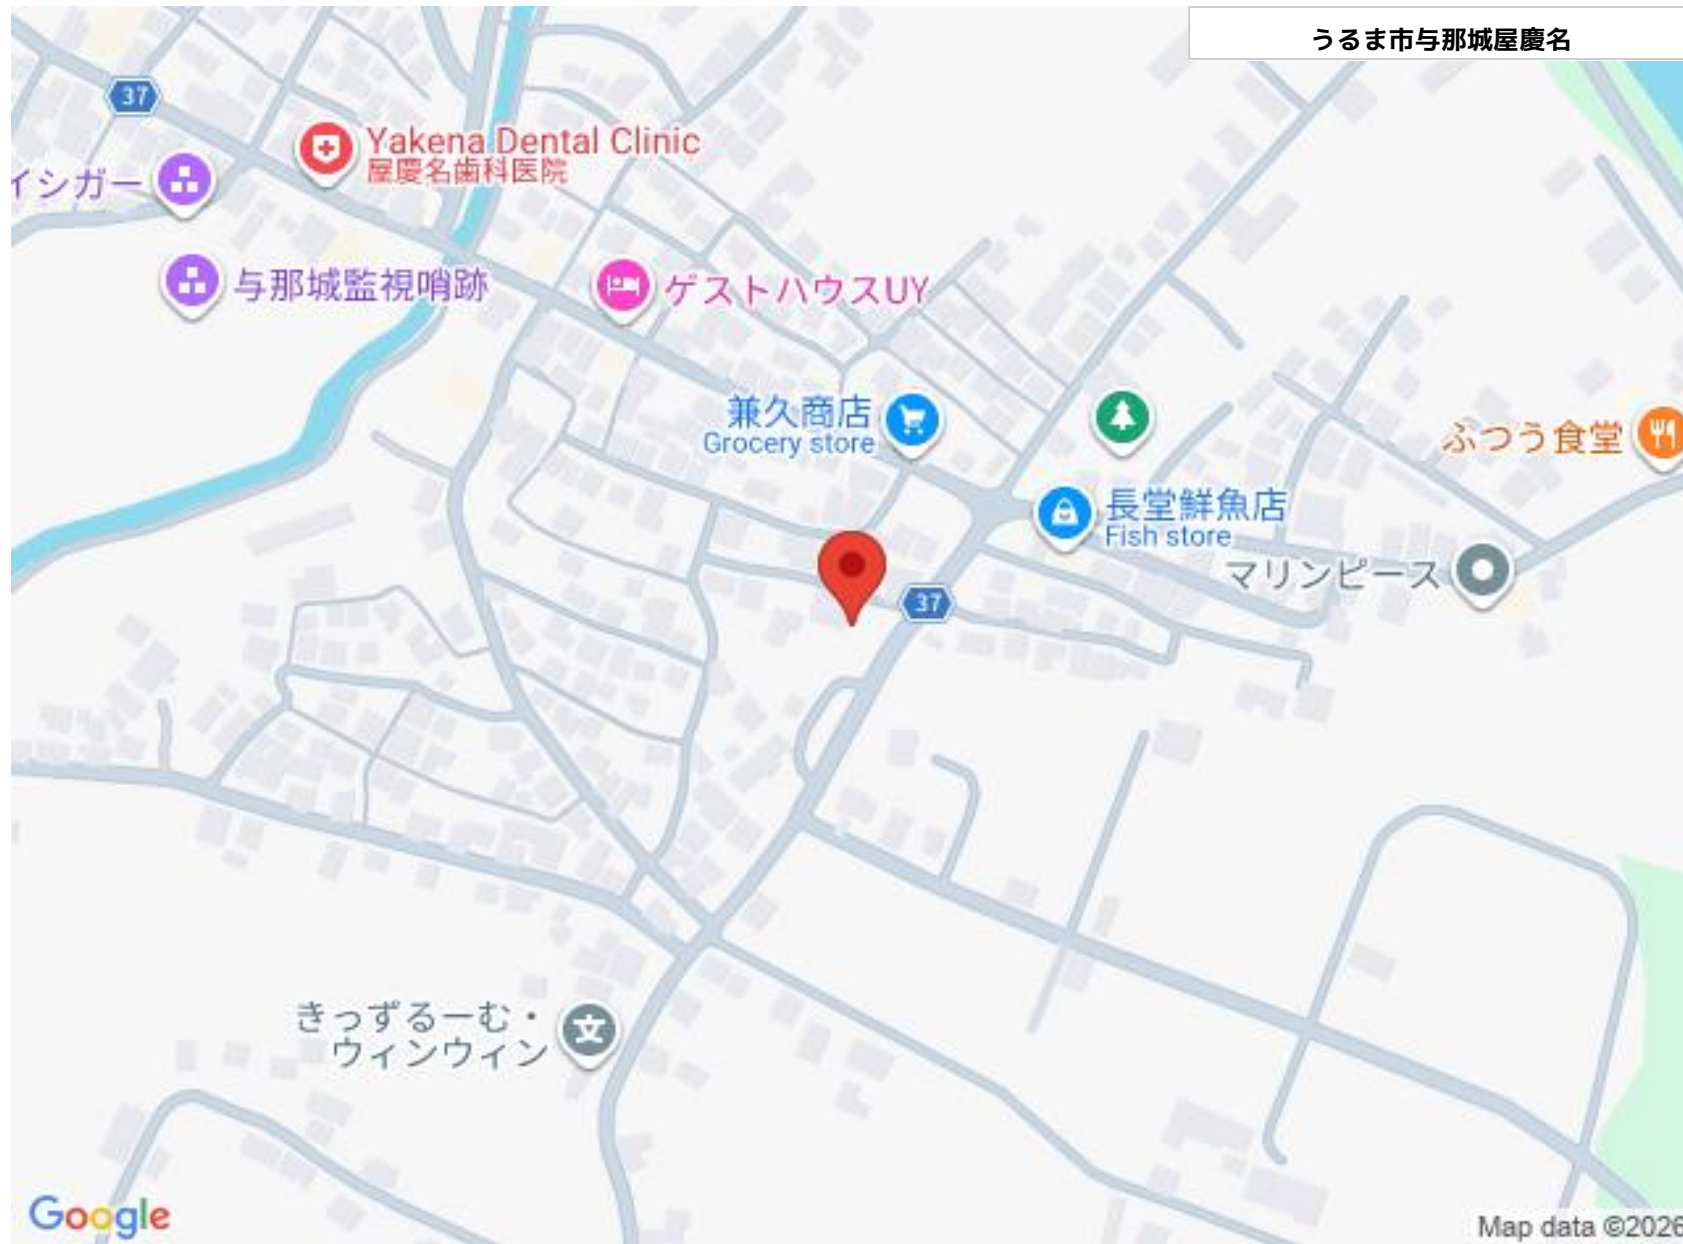 うるま市与那城屋慶名
37
Yakena Dental Clinic
屋慶名歯科医院
イシガー
与那城監視哨跡
ゲストハウスUY
兼久商店
Grocery store
ふつう食堂
長堂鮮魚店
Fish store
マリンピース
37
きっずるーむ・
ウィンウィン
Google
Map data ©2026